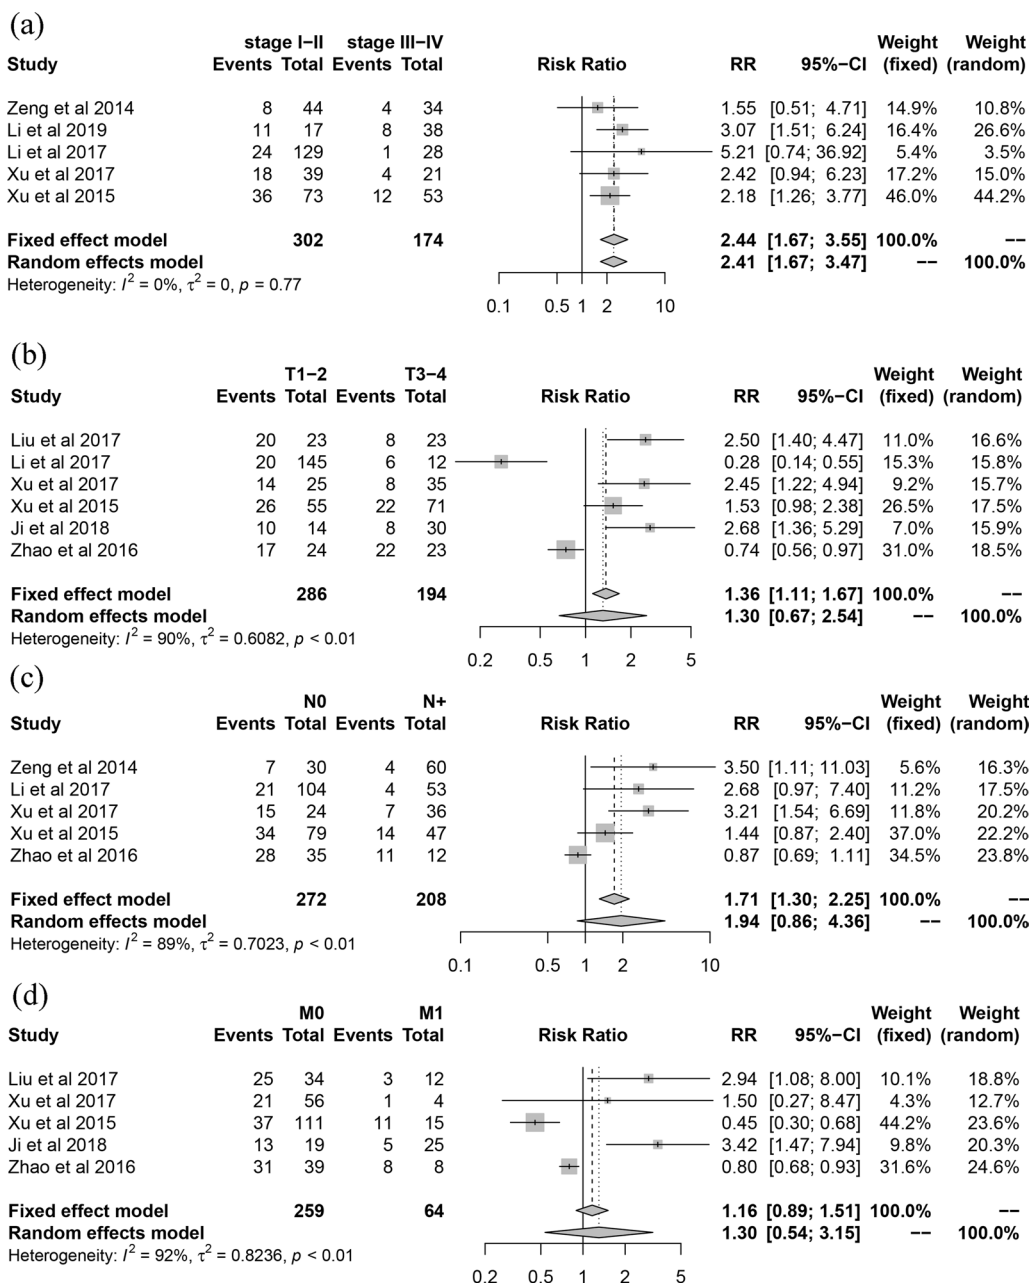 (a)
stage I−II stage III−IV Weight Weight
Study Events Total Events Total Risk Ratio RR 95%−CI (fixed) (random)
Zeng et al 2014 8 44 4 34 1.55 [0.51; 4.71] 14.9% 10.8%
Li et al 2019 11 17 8 38 3.07 [1.51; 6.24] 16.4% 26.6%
Li et al 2017 24 129 1 28 5.21 [0.74; 36.92] 5.4% 3.5%
Xu et al 2017 18 39 4 21 2.42 [0.94; 6.23] 17.2% 15.0%
Xu et al 2015 36 73 12 53 2.18 [1.26; 3.77] 46.0% 44.2%
Fixed effect model 302 174 2.44 [1.67; 3.55] 100.0% −−
Random effects model 2.41 [1.67; 3.47] −− 100.0%
Heterogeneity: I² = 0%, τ² = 0, p = 0.77
0.1 0.5 1 2 10
(b)
T1−2 T3−4 Weight Weight
Study Events Total Events Total Risk Ratio RR 95%−CI (fixed) (random)
Liu et al 2017 20 23 8 23 2.50 [1.40; 4.47] 11.0% 16.6%
Li et al 2017 20 145 6 12 0.28 [0.14; 0.55] 15.3% 15.8%
Xu et al 2017 14 25 8 35 2.45 [1.22; 4.94] 9.2% 15.7%
Xu et al 2015 26 55 22 71 1.53 [0.98; 2.38] 26.5% 17.5%
Ji et al 2018 10 14 8 30 2.68 [1.36; 5.29] 7.0% 15.9%
Zhao et al 2016 17 24 22 23 0.74 [0.56; 0.97] 31.0% 18.5%
Fixed effect model 286 194 1.36 [1.11; 1.67] 100.0% −−
Random effects model 1.30 [0.67; 2.54] −− 100.0%
Heterogeneity: I² = 90%, τ² = 0.6082, p < 0.01
0.2 0.5 1 2 5
(c)
N0 N+ Weight Weight
Study Events Total Events Total Risk Ratio RR 95%−CI (fixed) (random)
Zeng et al 2014 7 30 4 60 3.50 [1.11; 11.03] 5.6% 16.3%
Li et al 2017 21 104 4 53 2.68 [0.97; 7.40] 11.2% 17.5%
Xu et al 2017 15 24 7 36 3.21 [1.54; 6.69] 11.8% 20.2%
Xu et al 2015 34 79 14 47 1.44 [0.87; 2.40] 37.0% 22.2%
Zhao et al 2016 28 35 11 12 0.87 [0.69; 1.11] 34.5% 23.8%
Fixed effect model 272 208 1.71 [1.30; 2.25] 100.0% −−
Random effects model 1.94 [0.86; 4.36] −− 100.0%
Heterogeneity: I² = 89%, τ² = 0.7023, p < 0.01
0.1 0.5 1 2 10
(d)
M0 M1 Weight Weight
Study Events Total Events Total Risk Ratio RR 95%−CI (fixed) (random)
Liu et al 2017 25 34 3 12 2.94 [1.08; 8.00] 10.1% 18.8%
Xu et al 2017 21 56 1 4 1.50 [0.27; 8.47] 4.3% 12.7%
Xu et al 2015 37 111 11 15 0.45 [0.30; 0.68] 44.2% 23.6%
Ji et al 2018 13 19 5 25 3.42 [1.47; 7.94] 9.8% 20.3%
Zhao et al 2016 31 39 8 8 0.80 [0.68; 0.93] 31.6% 24.6%
Fixed effect model 259 64 1.16 [0.89; 1.51] 100.0% −−
Random effects model 1.30 [0.54; 3.15] −− 100.0%
Heterogeneity: I² = 92%, τ² = 0.8236, p < 0.01
0.2 0.5 1 2 5